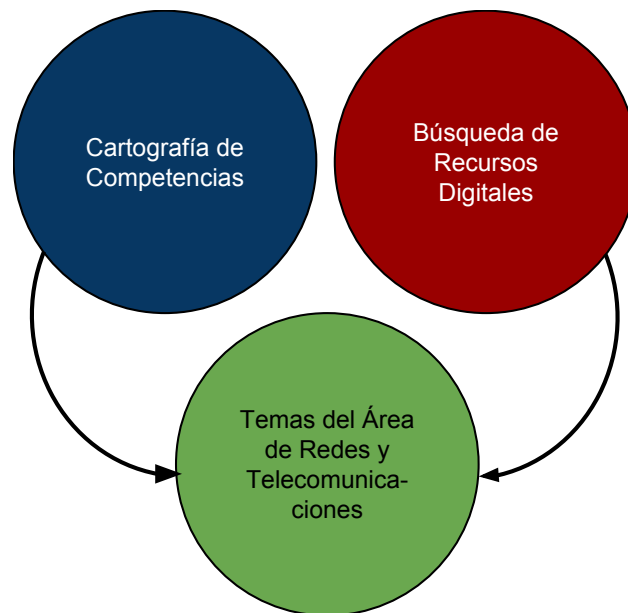 Cartografía de
Competencias
Búsqueda de
Recursos
Digitales
Temas del Área
de Redes y
Telecomunica-
ciones